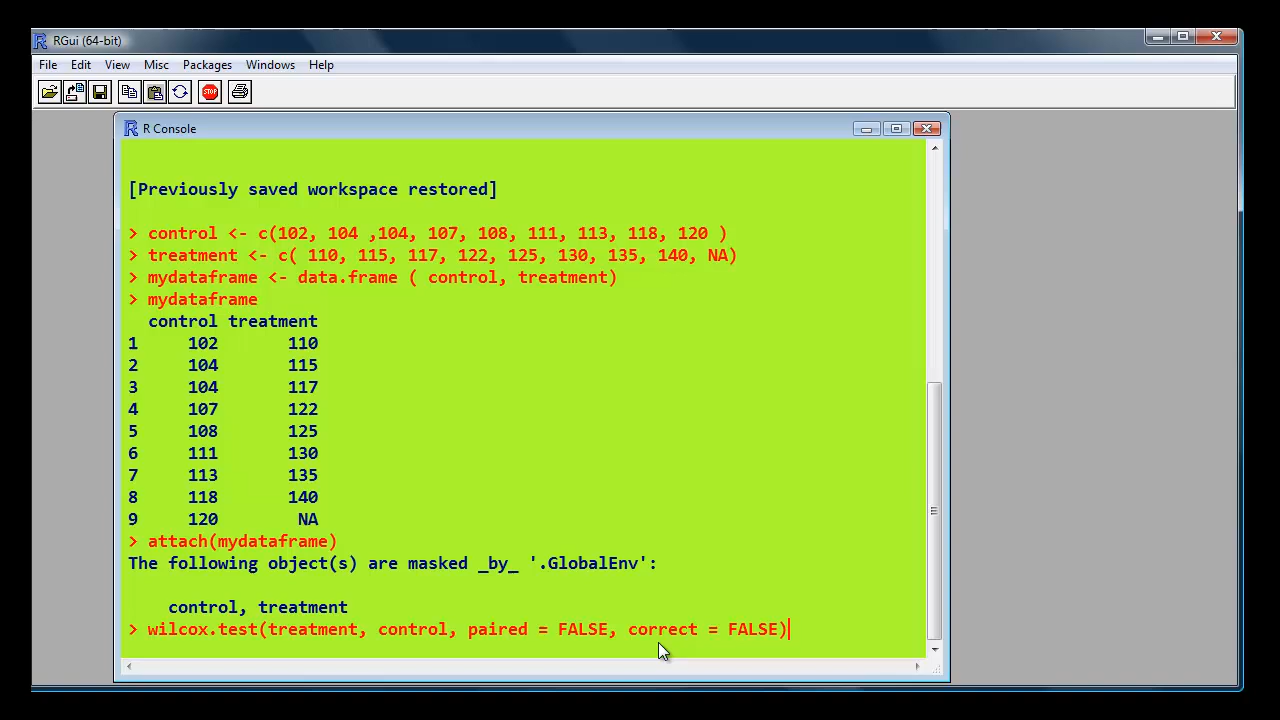 RGui (64-bit)
File Edit View Misc Packages Windows Help
STOP
R Console
[Previously saved workspace restored]
> control <- c(102, 104 ,104, 107, 108, 111, 113, 118, 120 )
> treatment <- c( 110, 115, 117, 122, 125, 130, 135, 140, NA)
> mydataframe <- data.frame ( control, treatment)
> mydataframe
  control treatment
1     102       110
2     104       115
3     104       117
4     107       122
5     108       125
6     111       130
7     113       135
8     118       140
9     120        NA
> attach(mydataframe)
The following object(s) are masked _by_ '.GlobalEnv':
    control, treatment
> wilcox.test(treatment, control, paired = FALSE, correct = FALSE)